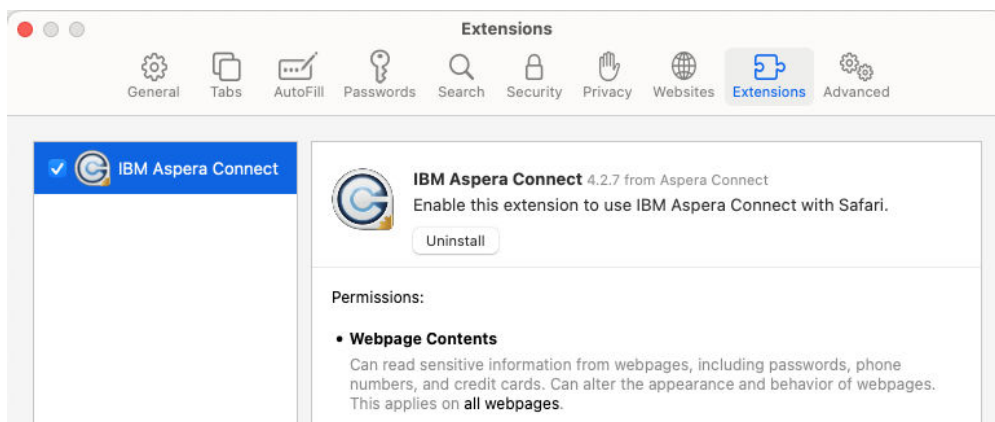 Extensions
General Tabs AutoFill Passwords Search Security Privacy Websites Extensions Advanced
IBM Aspera Connect
IBM Aspera Connect 4.2.7 from Aspera Connect
Enable this extension to use IBM Aspera Connect with Safari.
Uninstall
Permissions:
• Webpage Contents
Can read sensitive information from webpages, including passwords, phone
numbers, and credit cards. Can alter the appearance and behavior of webpages.
This applies on all webpages.